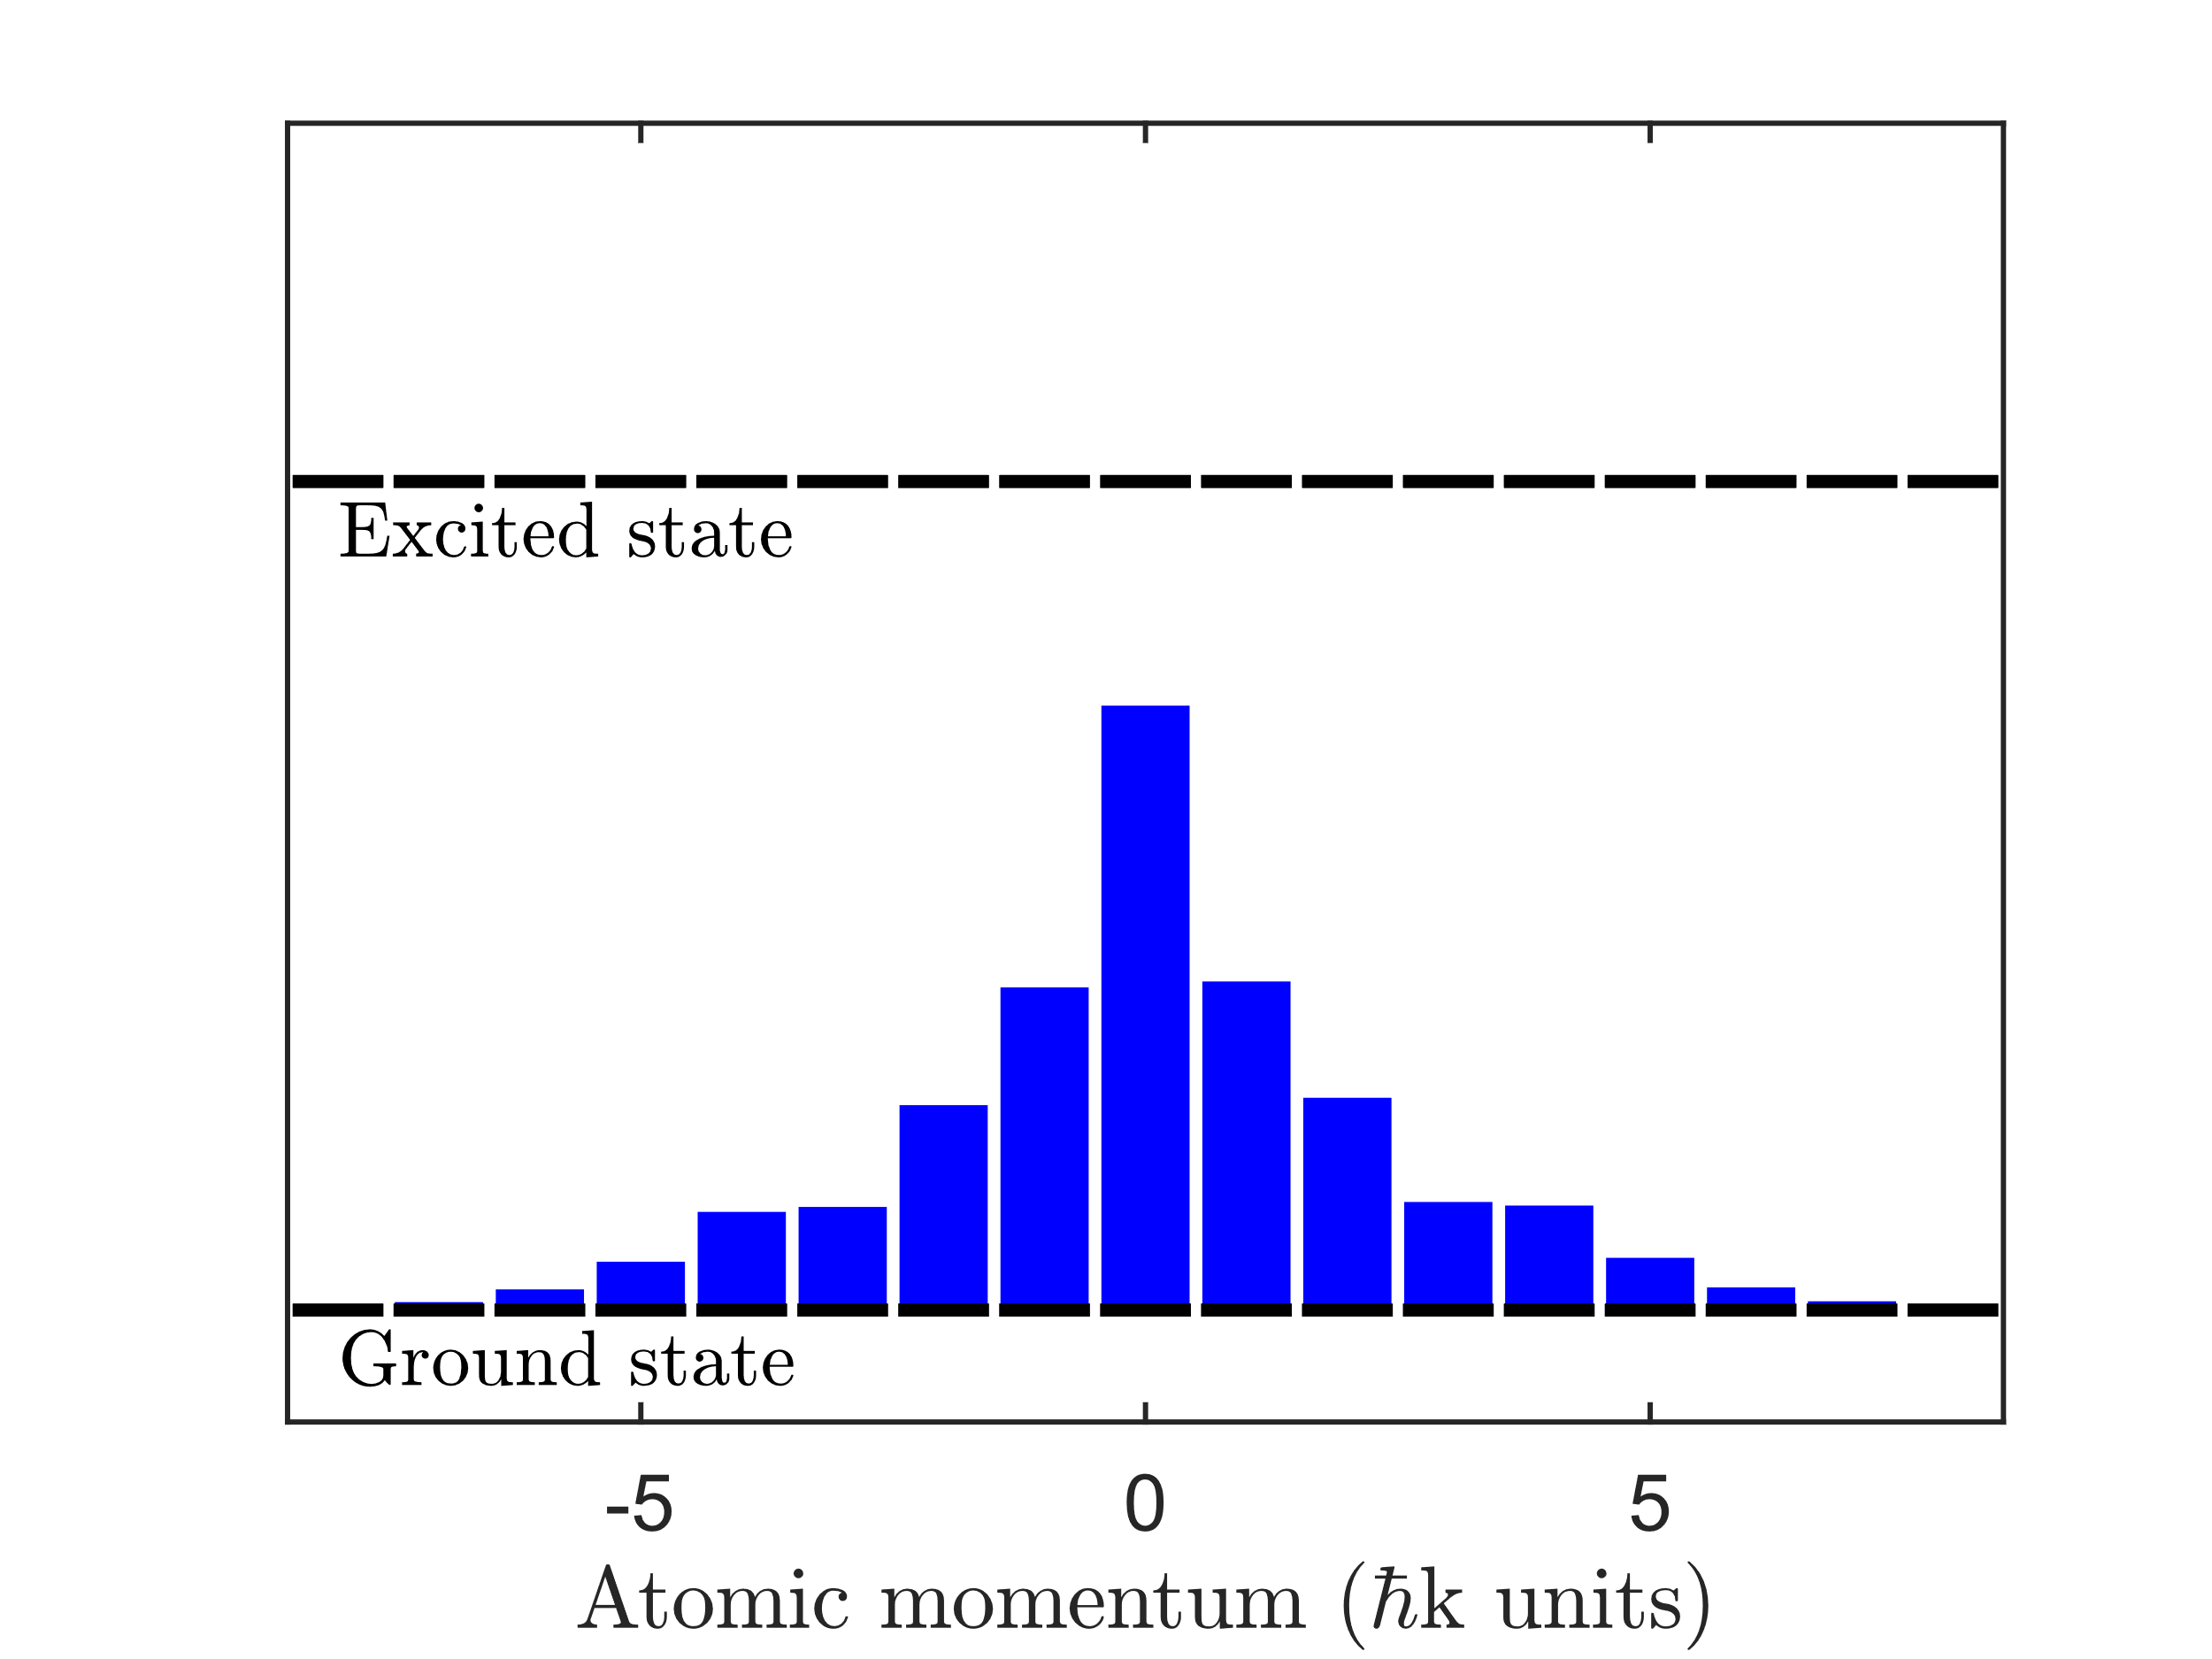 Excited state
Ground state
-5 0 5
Atomic momentum (ℏk units)